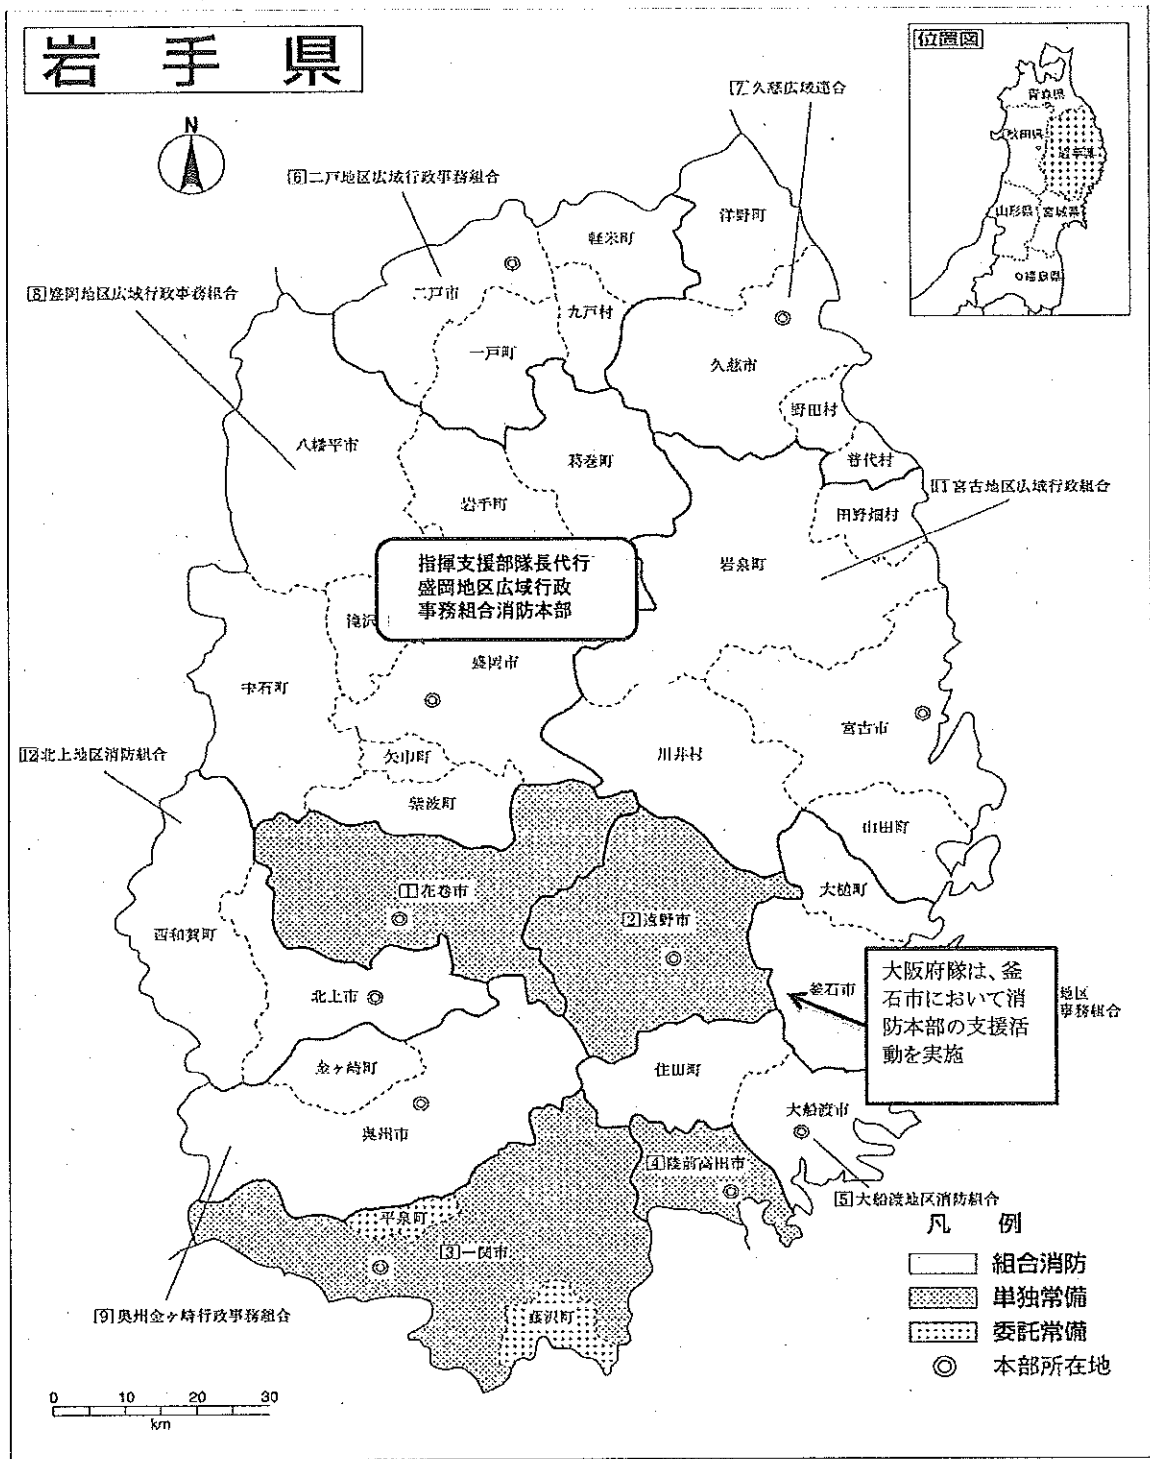 岩手県
位置図
青森県
秋田県
岩手県
山形県
宮城県
福島県
N
7久慈広域連合
6二戸地区広域行政事務組合
8盛岡地区広域行政事務組合
洋野町
軽米町
二戸市
九戸村
一戸町
久慈市
野田村
普代村
八幡平市
葛巻町
岩手町
11宮古地区広域行政組合
田野畑村
岩泉町
指揮支援部隊長代行
盛岡地区広域行政
事務組合消防本部
滝沢
盛岡市
雫石町
宮古市
川井村
矢巾町
12北上地区消防組合
紫波町
山田町
大槌町
1花巻市
2遠野市
西和賀町
北上市
釜石市
大阪府隊は、釜
石市において消
防本部の支援活
動を実施
地区
事務組合
金ヶ崎町
住田町
大船渡市
奥州市
4陸前高田市
5大船渡地区消防組合
平泉町
3一関市
藤沢町
9奥州金ヶ崎行政事務組合
凡例
組合消防
単独常備
委託常備
本部所在地
0 10 20 30
km